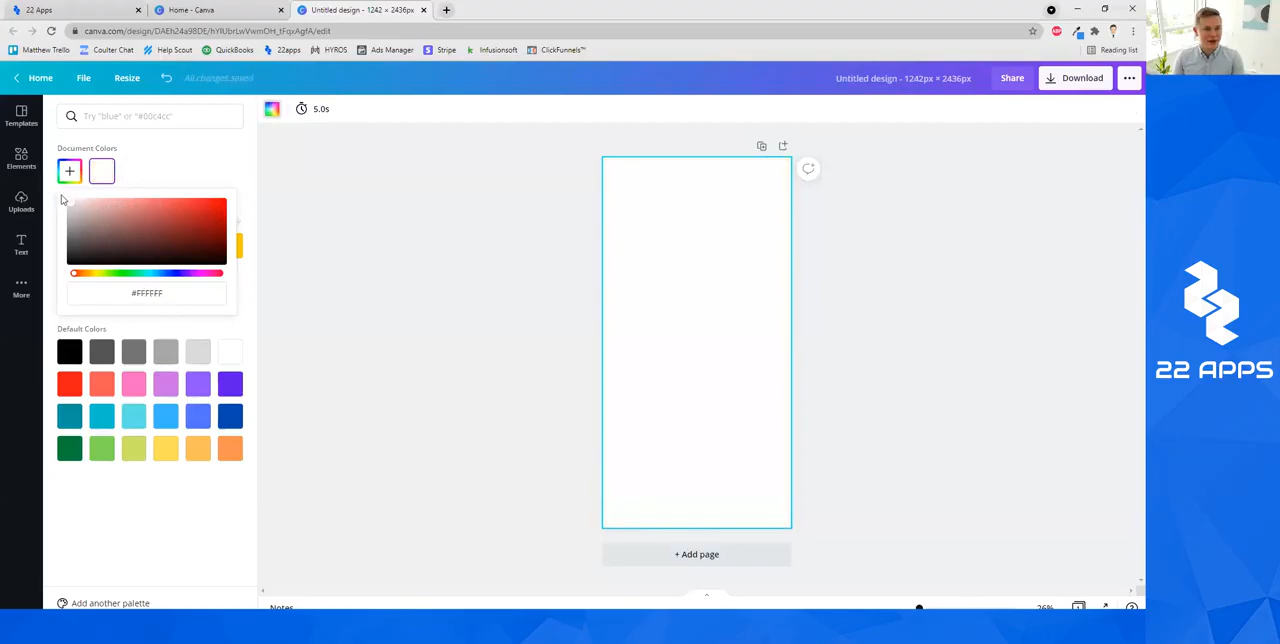 22 Apps
Home - Canva
Untitled design - 1242 × 2436px
canva.com/design/
/edit
Matthew Trello
Coulter Chat
Help Scout
QuickBooks
22apps
HYROS
Ads Manager
Stripe
Infusionsoft
ClickFunnels™
Reading list
Home
File
Resize
All changes saved
Untitled design - 1242px × 2436px
Share
Download
Templates
Try "blue" or "#00c4cc"
5.0s
Document Colors
Elements
Uploads
Text
More
#FFFFFF
Default Colors
22 APPS
+ Add page
Add another palette
Notes
26%